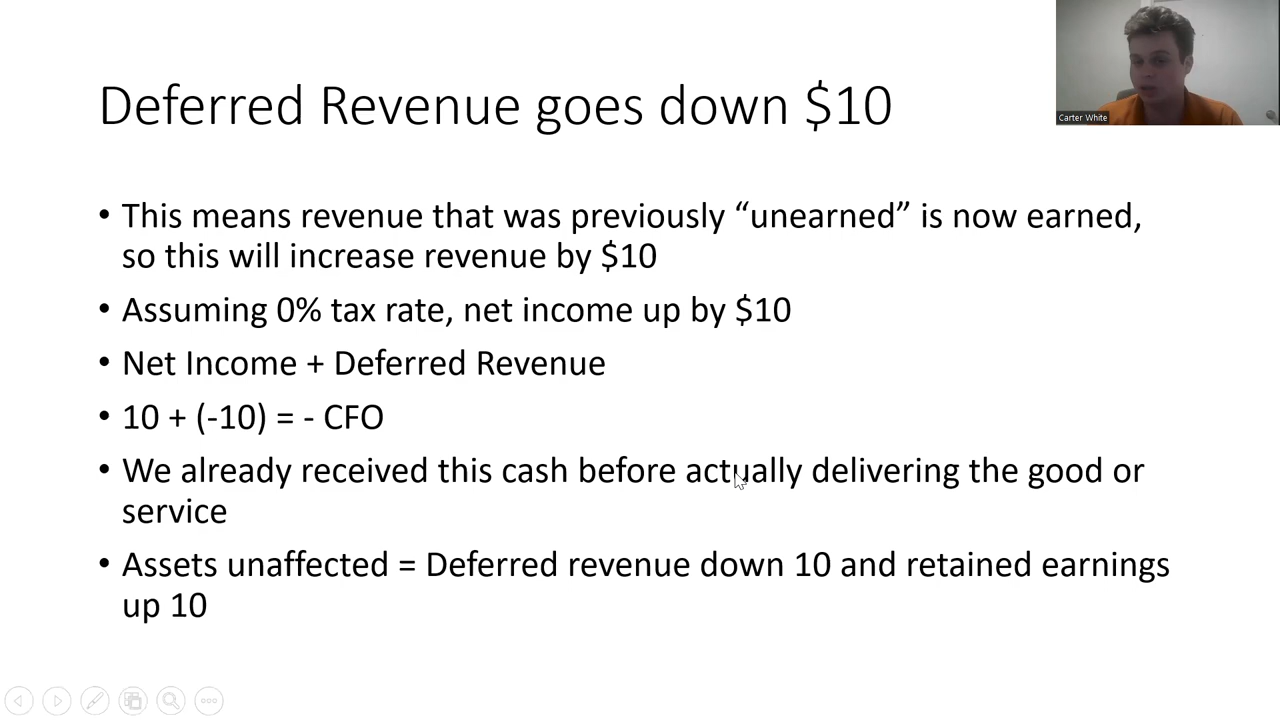 Deferred Revenue goes down $10
Carter White
• This means revenue that was previously “unearned” is now earned,
so this will increase revenue by $10
• Assuming 0% tax rate, net income up by $10
• Net Income + Deferred Revenue
• 10 + (-10) = - CFO
• We already received this cash before actually delivering the good or
service
• Assets unaffected = Deferred revenue down 10 and retained earnings
up 10